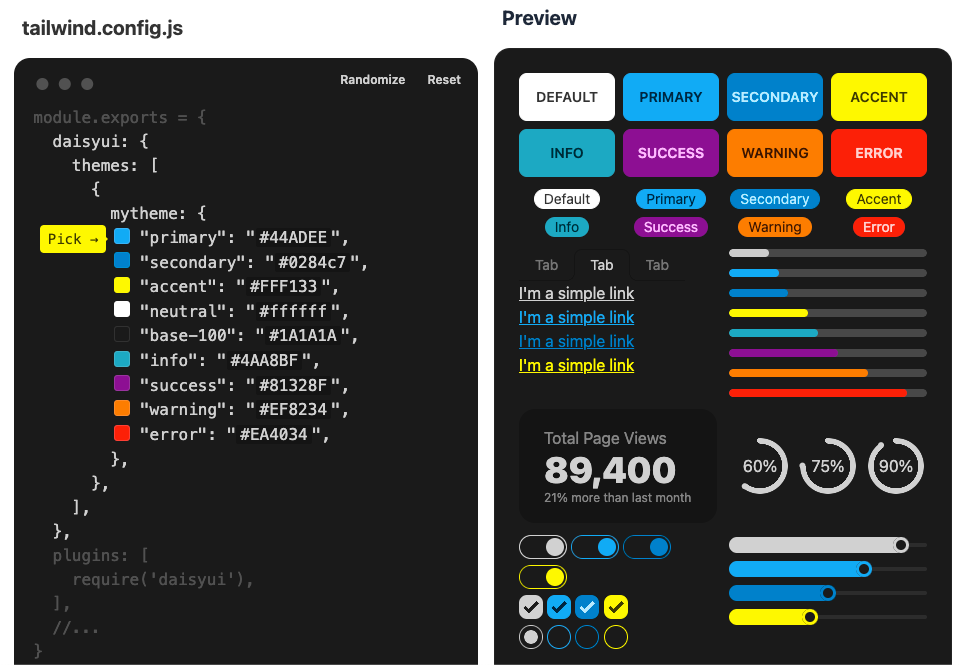 tailwind.config.js
Randomize Reset
module.exports = {
daisyui: {
themes: [
{
mytheme: {
Pick →
"primary": "#44ADEE",
"secondary": "#0284c7",
"accent": "#FFF133",
"neutral": "#ffffff",
"base-100": "#1A1A1A",
"info": "#4AA8BF",
"success": "#81328F",
"warning": "#EF8234",
"error": "#EA4034",
},
},
],
},
plugins: [
require('daisyui'),
],
//...
}
Preview
DEFAULT PRIMARY SECONDARY ACCENT
INFO SUCCESS WARNING ERROR
Default Primary Secondary Accent
Info Success Warning Error
Tab Tab Tab
I'm a simple link
I'm a simple link
I'm a simple link
I'm a simple link
Total Page Views
89,400
21% more than last month
60% 75% 90%